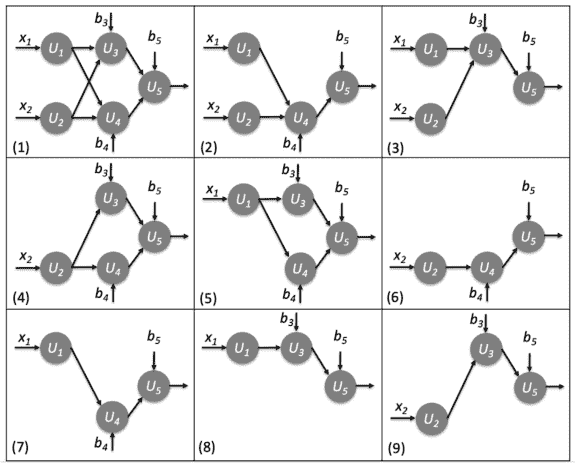 x₁ U₁ b₃ U₃ b₅ U₅ x₂ U₂ U₄ b₄ (1)
x₁ U₁ b₅ U₅ x₂ U₂ U₄ b₄ (2)
x₁ U₁ b₃ U₃ b₅ U₅ x₂ U₂ (3)
b₃ U₃ b₅ U₅ x₂ U₂ U₄ b₄ (4)
x₁ U₁ b₃ U₃ b₅ U₅ U₄ b₄ (5)
b₅ U₅ x₂ U₂ U₄ b₄ (6)
x₁ U₁ b₅ U₅ U₄ b₄ (7)
x₁ U₁ b₃ U₃ b₅ U₅ (8)
b₃ U₃ b₅ U₅ x₂ U₂ (9)